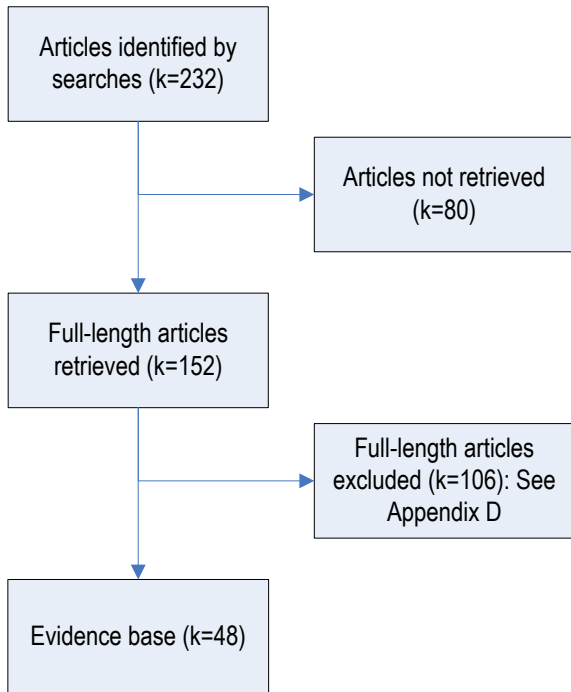 Articles identified by
searches (k=232)
Articles not retrieved
(k=80)
Full-length articles
retrieved (k=152)
Full-length articles
excluded (k=106): See
Appendix D
Evidence base (k=48)